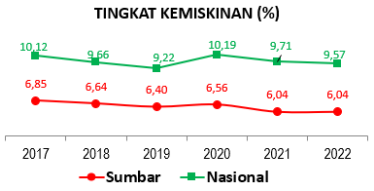 TINGKAT KEMISKINAN (%)
10,12 9,66 9,22 10,19 9,71 9,57
6,85 6,64 6,40 6,56 6,04 6,04
2017 2018 2019 2020 2021 2022
Sumbar Nasional